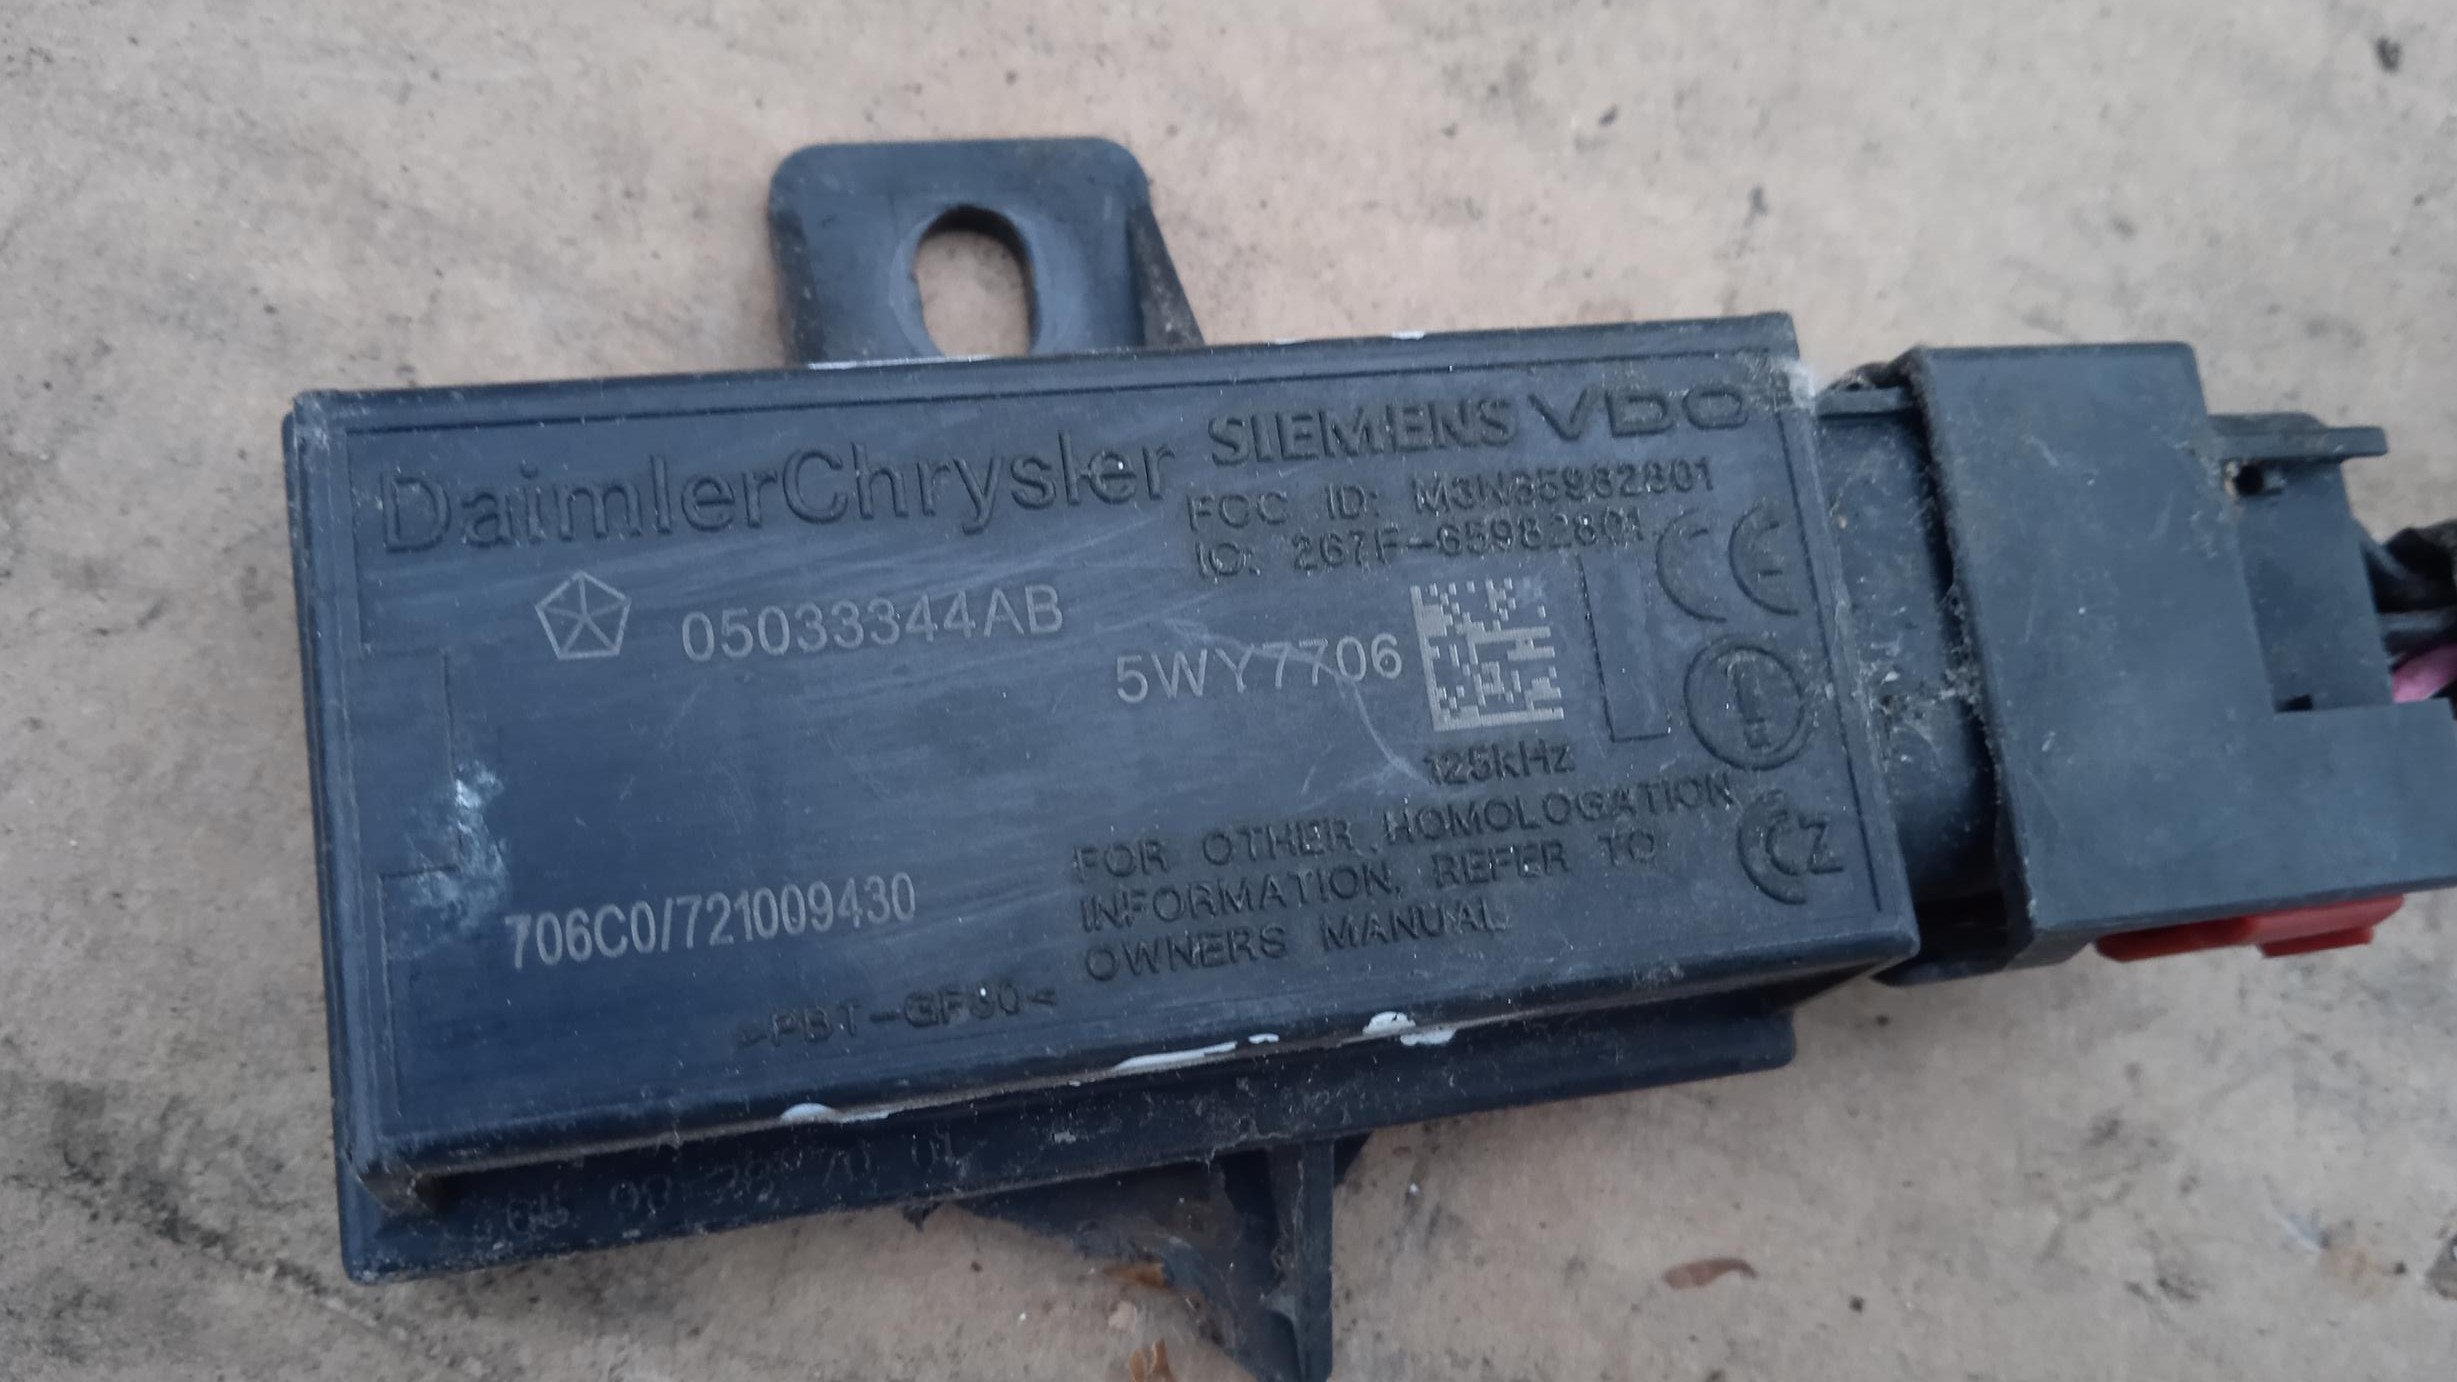 DaimlerChrysler
SIEMENS VDO
FCC ID: M3N65982801
IC: 267F-65982801
05033344AB
5WY7706
125kHz
FOR OTHER HOMOLOGATION
INFORMATION, REFER TO
OWNERS MANUAL
CZ
706C0/721009430
>PBT-GF30<